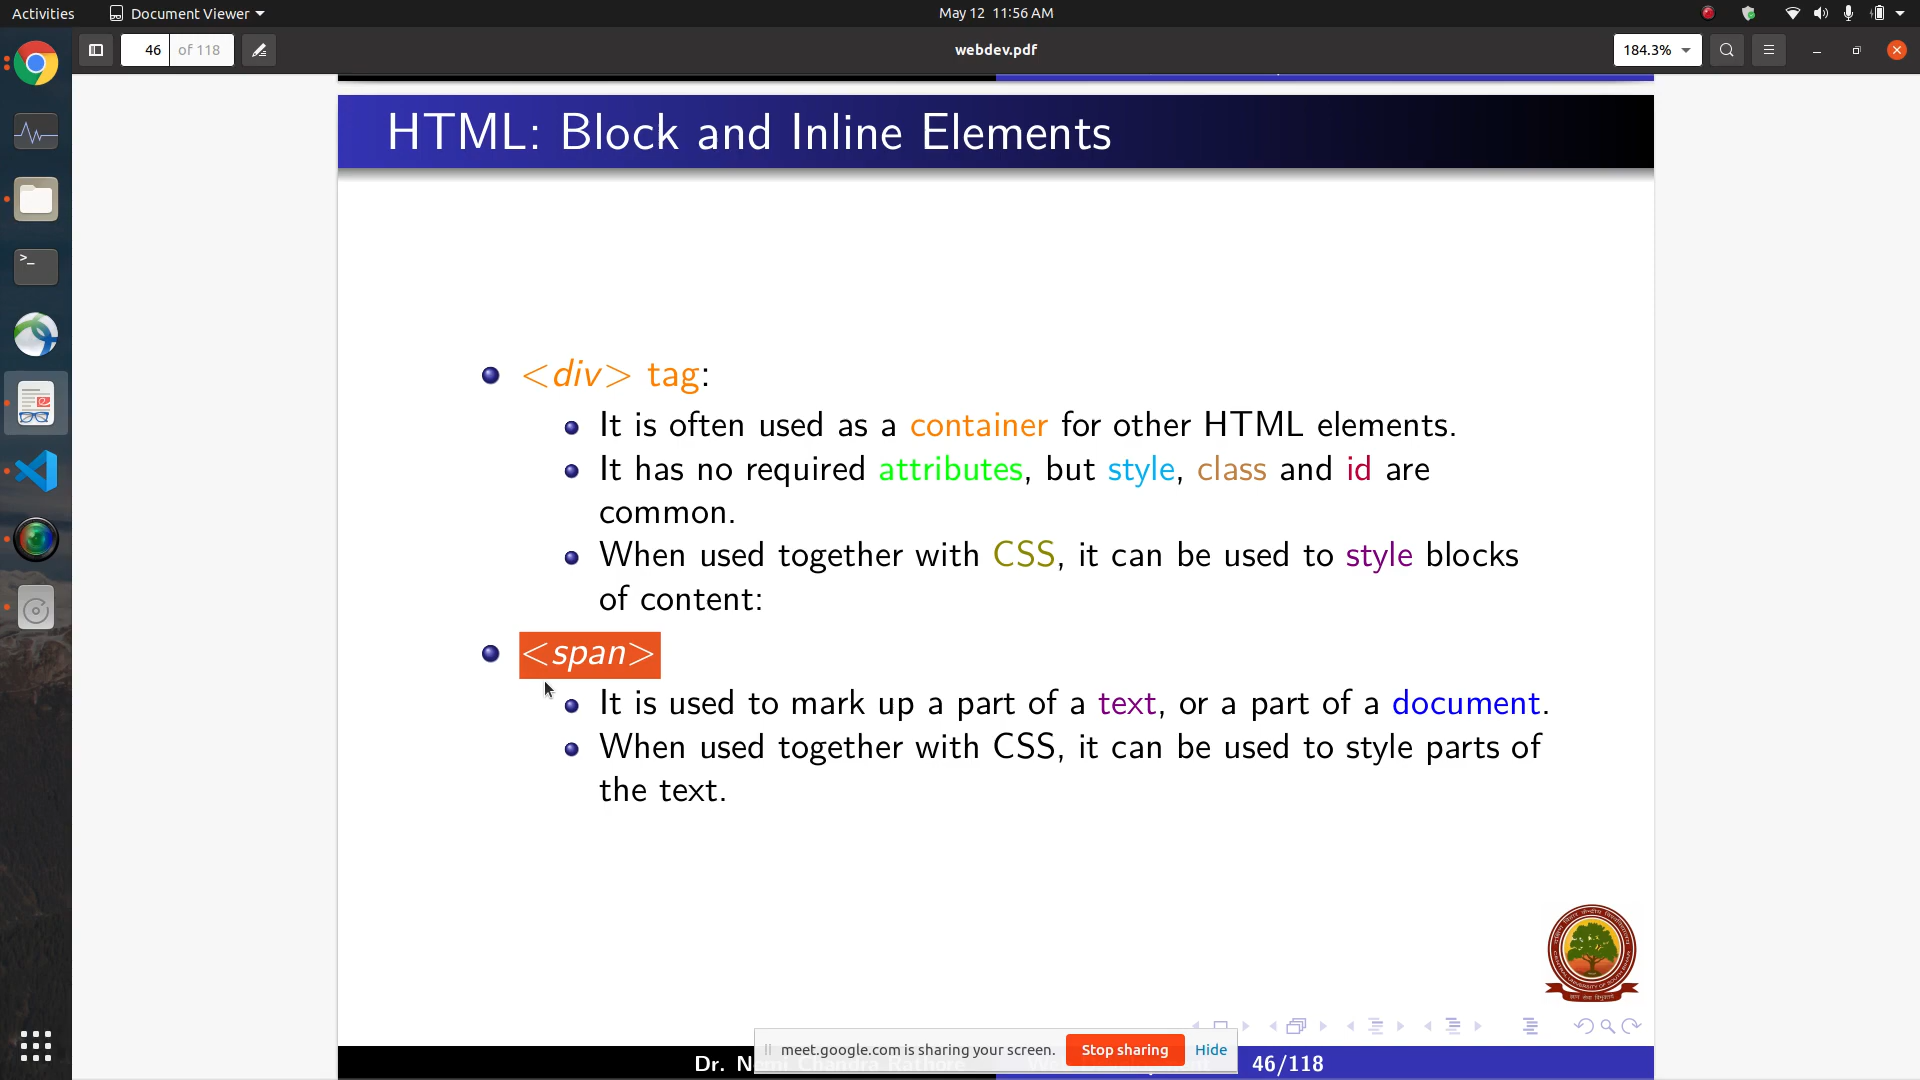 Activities Document Viewer May 12 11:56 AM
46 of 118 webdev.pdf 184.3%
HTML: Block and Inline Elements
<div> tag:
It is often used as a container for other HTML elements.
It has no required attributes, but style, class and id are
common.
When used together with CSS, it can be used to style blocks
of content:
<span>
It is used to mark up a part of a text, or a part of a document.
When used together with CSS, it can be used to style parts of
the text.
meet.google.com is sharing your screen. Stop sharing Hide
Dr. Nemi Chandra Rathore 46/118